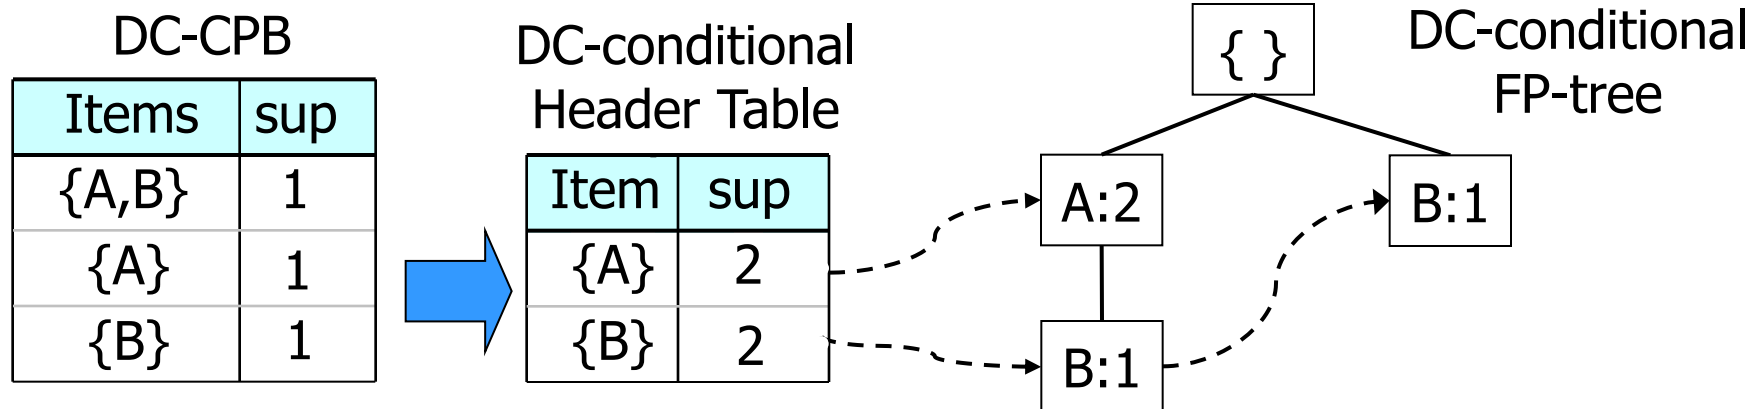 DC-CPB
Items sup
{A,B} 1
{A} 1
{B} 1
DC-conditional
Header Table
Item sup
{A} 2
{B} 2
DC-conditional
FP-tree
{ }
A:2
B:1
B:1